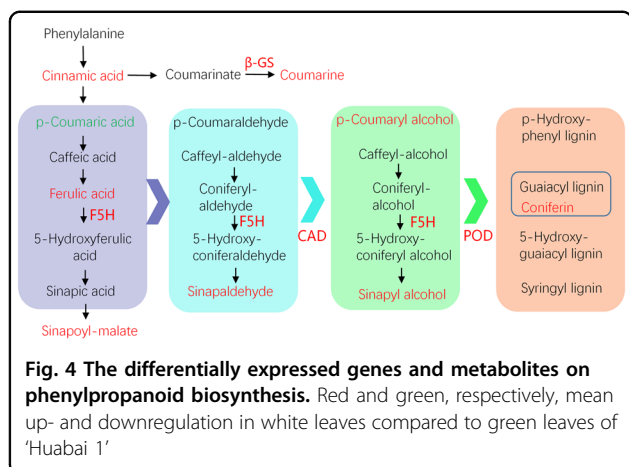 Phenylalanine
Cinnamic acid
Coumarinate
β-GS
Coumarine
p-Coumaric acid
Caffeic acid
Ferulic acid
F5H
5-Hydroxyferulic
acid
Sinapic acid
Sinapoyl-malate
p-Coumaraldehyde
Caffeyl-aldehyde
Coniferyl-
aldehyde
F5H
5-Hydroxy-
coniferaldehyde
Sinapaldehyde
CAD
p-Coumaryl alcohol
Caffeyl-alcohol
Coniferyl-
alcohol
F5H
5-Hydroxy-
coniferyl alcohol
Sinapyl alcohol
POD
p-Hydroxy-
phenyl lignin
Guaiacyl lignin
Coniferin
5-Hydroxy-
guaiacyl lignin
Syringyl lignin
Fig. 4 The differentially expressed genes and metabolites on
phenylpropanoid biosynthesis. Red and green, respectively, mean
up- and downregulation in white leaves compared to green leaves of
‘Huabai 1’